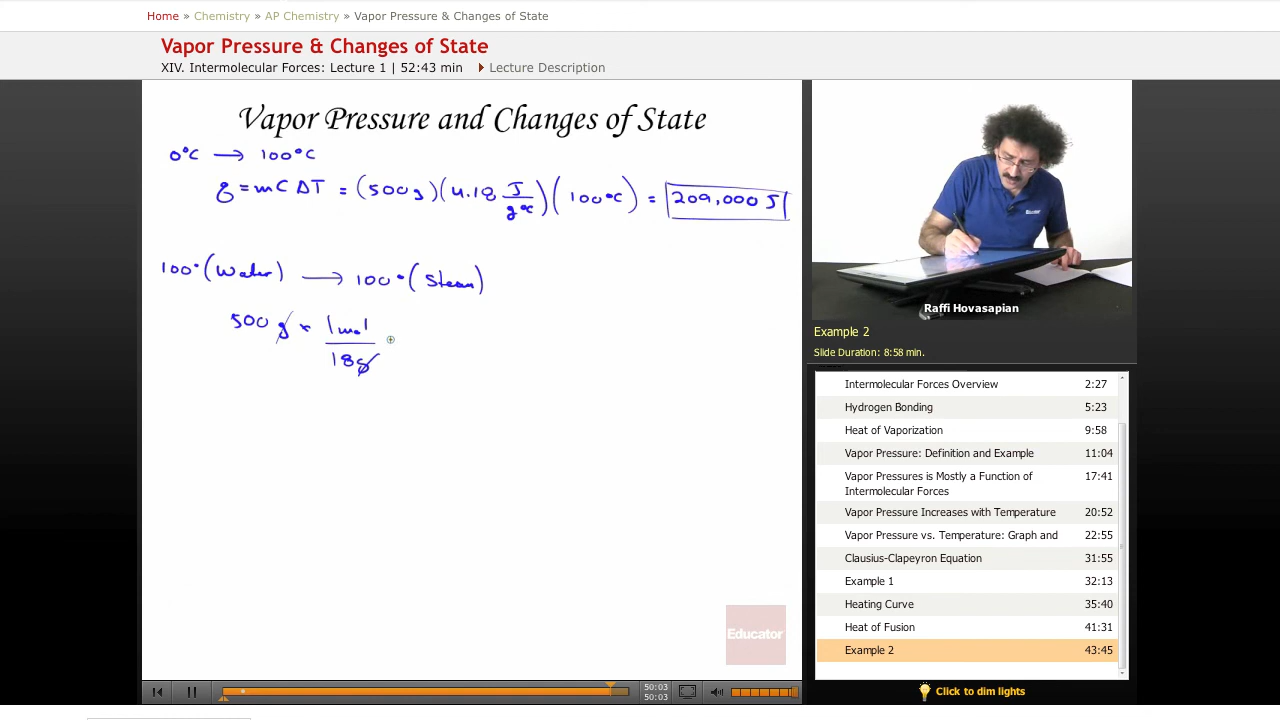 Home » Chemistry » AP Chemistry » Vapor Pressure & Changes of State
Vapor Pressure & Changes of State
XIV. Intermolecular Forces: Lecture 1 | 52:43 min
Lecture Description
Vapor Pressure and Changes of State
0°C → 100°C
q = mCΔT = (500g)(4.18 J/g°C)(100°C) = 209,000 J
100° (Water) → 100° (Steam)
500 g × 1 mol/18g
Educator
Raffi Hovasapian
Example 2
Slide Duration: 8:58 min.
Intermolecular Forces Overview 2:27
Hydrogen Bonding 5:23
Heat of Vaporization 9:58
Vapor Pressure: Definition and Example 11:04
Vapor Pressures is Mostly a Function of 17:41
Intermolecular Forces
Vapor Pressure Increases with Temperature 20:52
Vapor Pressure vs. Temperature: Graph and 22:55
Clausius-Clapeyron Equation 31:55
Example 1 32:13
Heating Curve 35:40
Heat of Fusion 41:31
Example 2 43:45
50:03
50:03
Click to dim lights